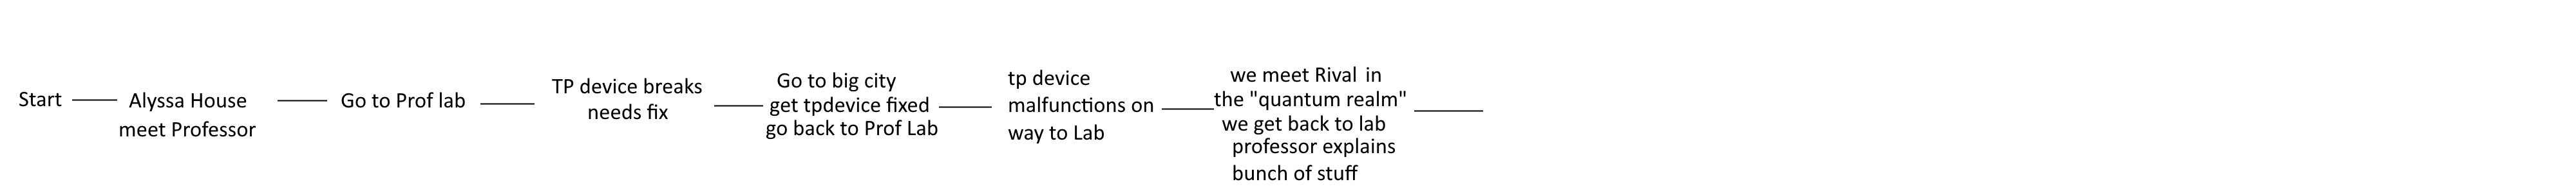 Start
Alyssa House
meet Professor
Go to Prof lab
TP device breaks
needs fix
Go to big city
get tpdevice fixed
go back to Prof Lab
tp device
malfunctions on
way to Lab
we meet Rival in
the "quantum realm"
we get back to lab
professor explains
bunch of stuff